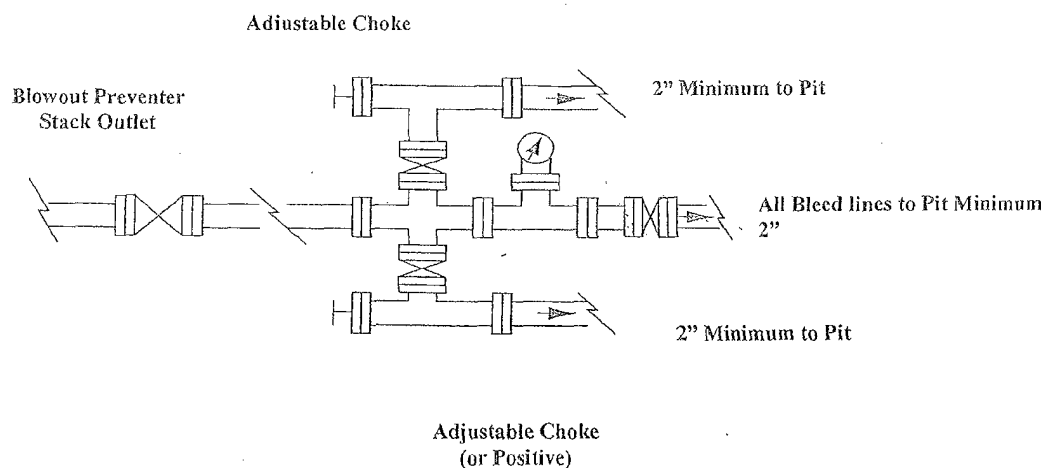 Adjustable Choke
Blowout Preventer
Stack Outlet
2” Minimum to Pit
All Bleed lines to Pit Minimum
2”
2” Minimum to Pit
Adjustable Choke
(or Positive)